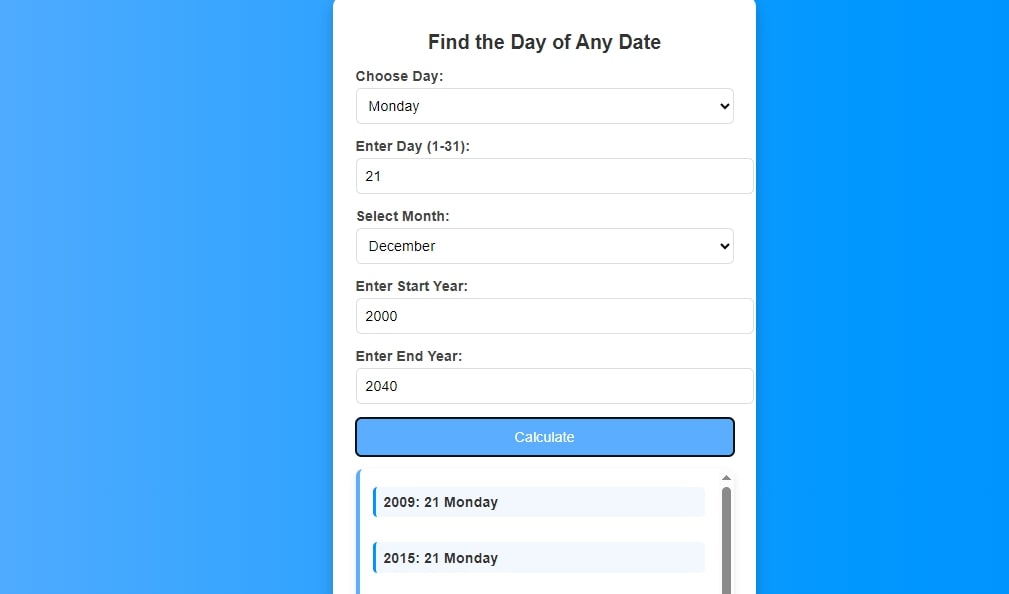 Find the Day of Any Date
Choose Day:
Monday
Enter Day (1-31):
21
Select Month:
December
Enter Start Year:
2000
Enter End Year:
2040
Calculate
2009: 21 Monday
2015: 21 Monday